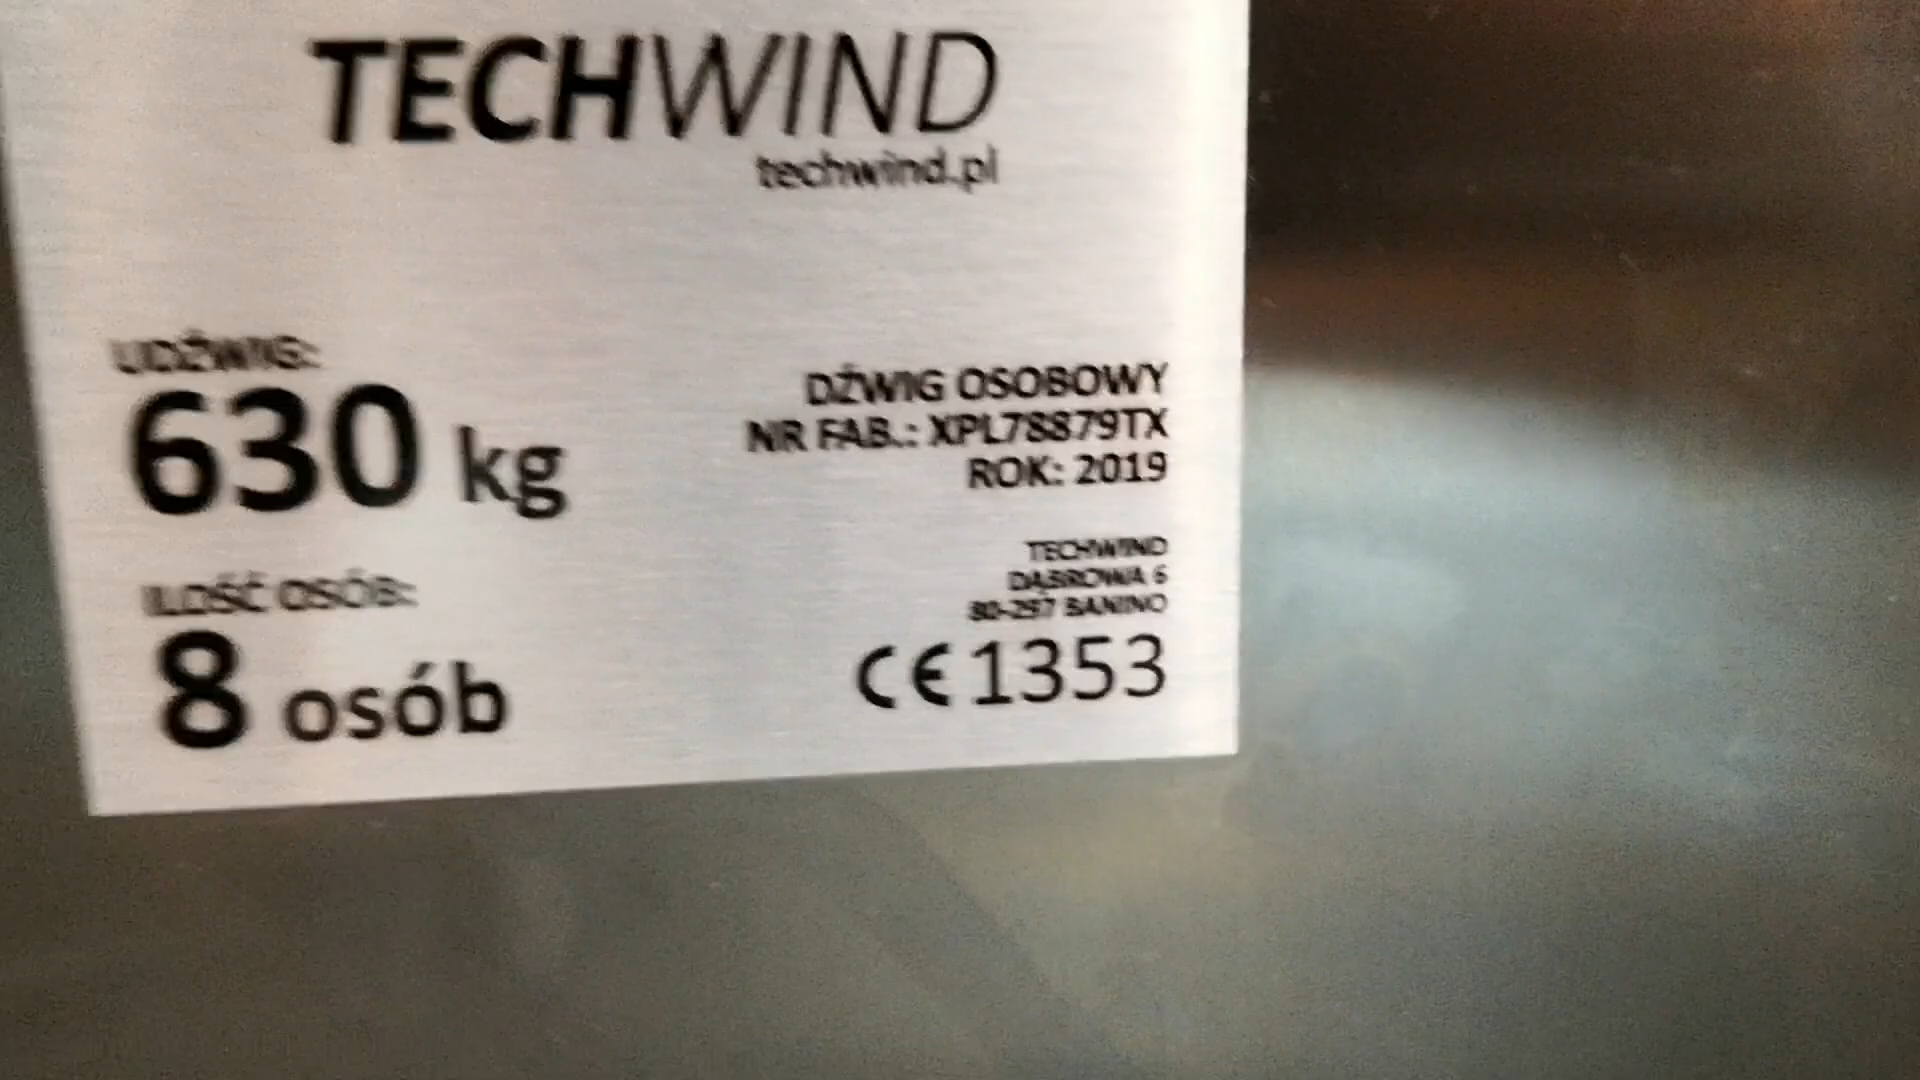 TECHWIND
techwind.pl
UDŹWIG:
630 kg
ILOŚĆ OSÓB:
8 osób
DŹWIG OSOBOWY
NR FAB.: XPL78879TX
ROK: 2019
TECHWIND
DĄBROWA 6
80-297 BANINO
CE 1353